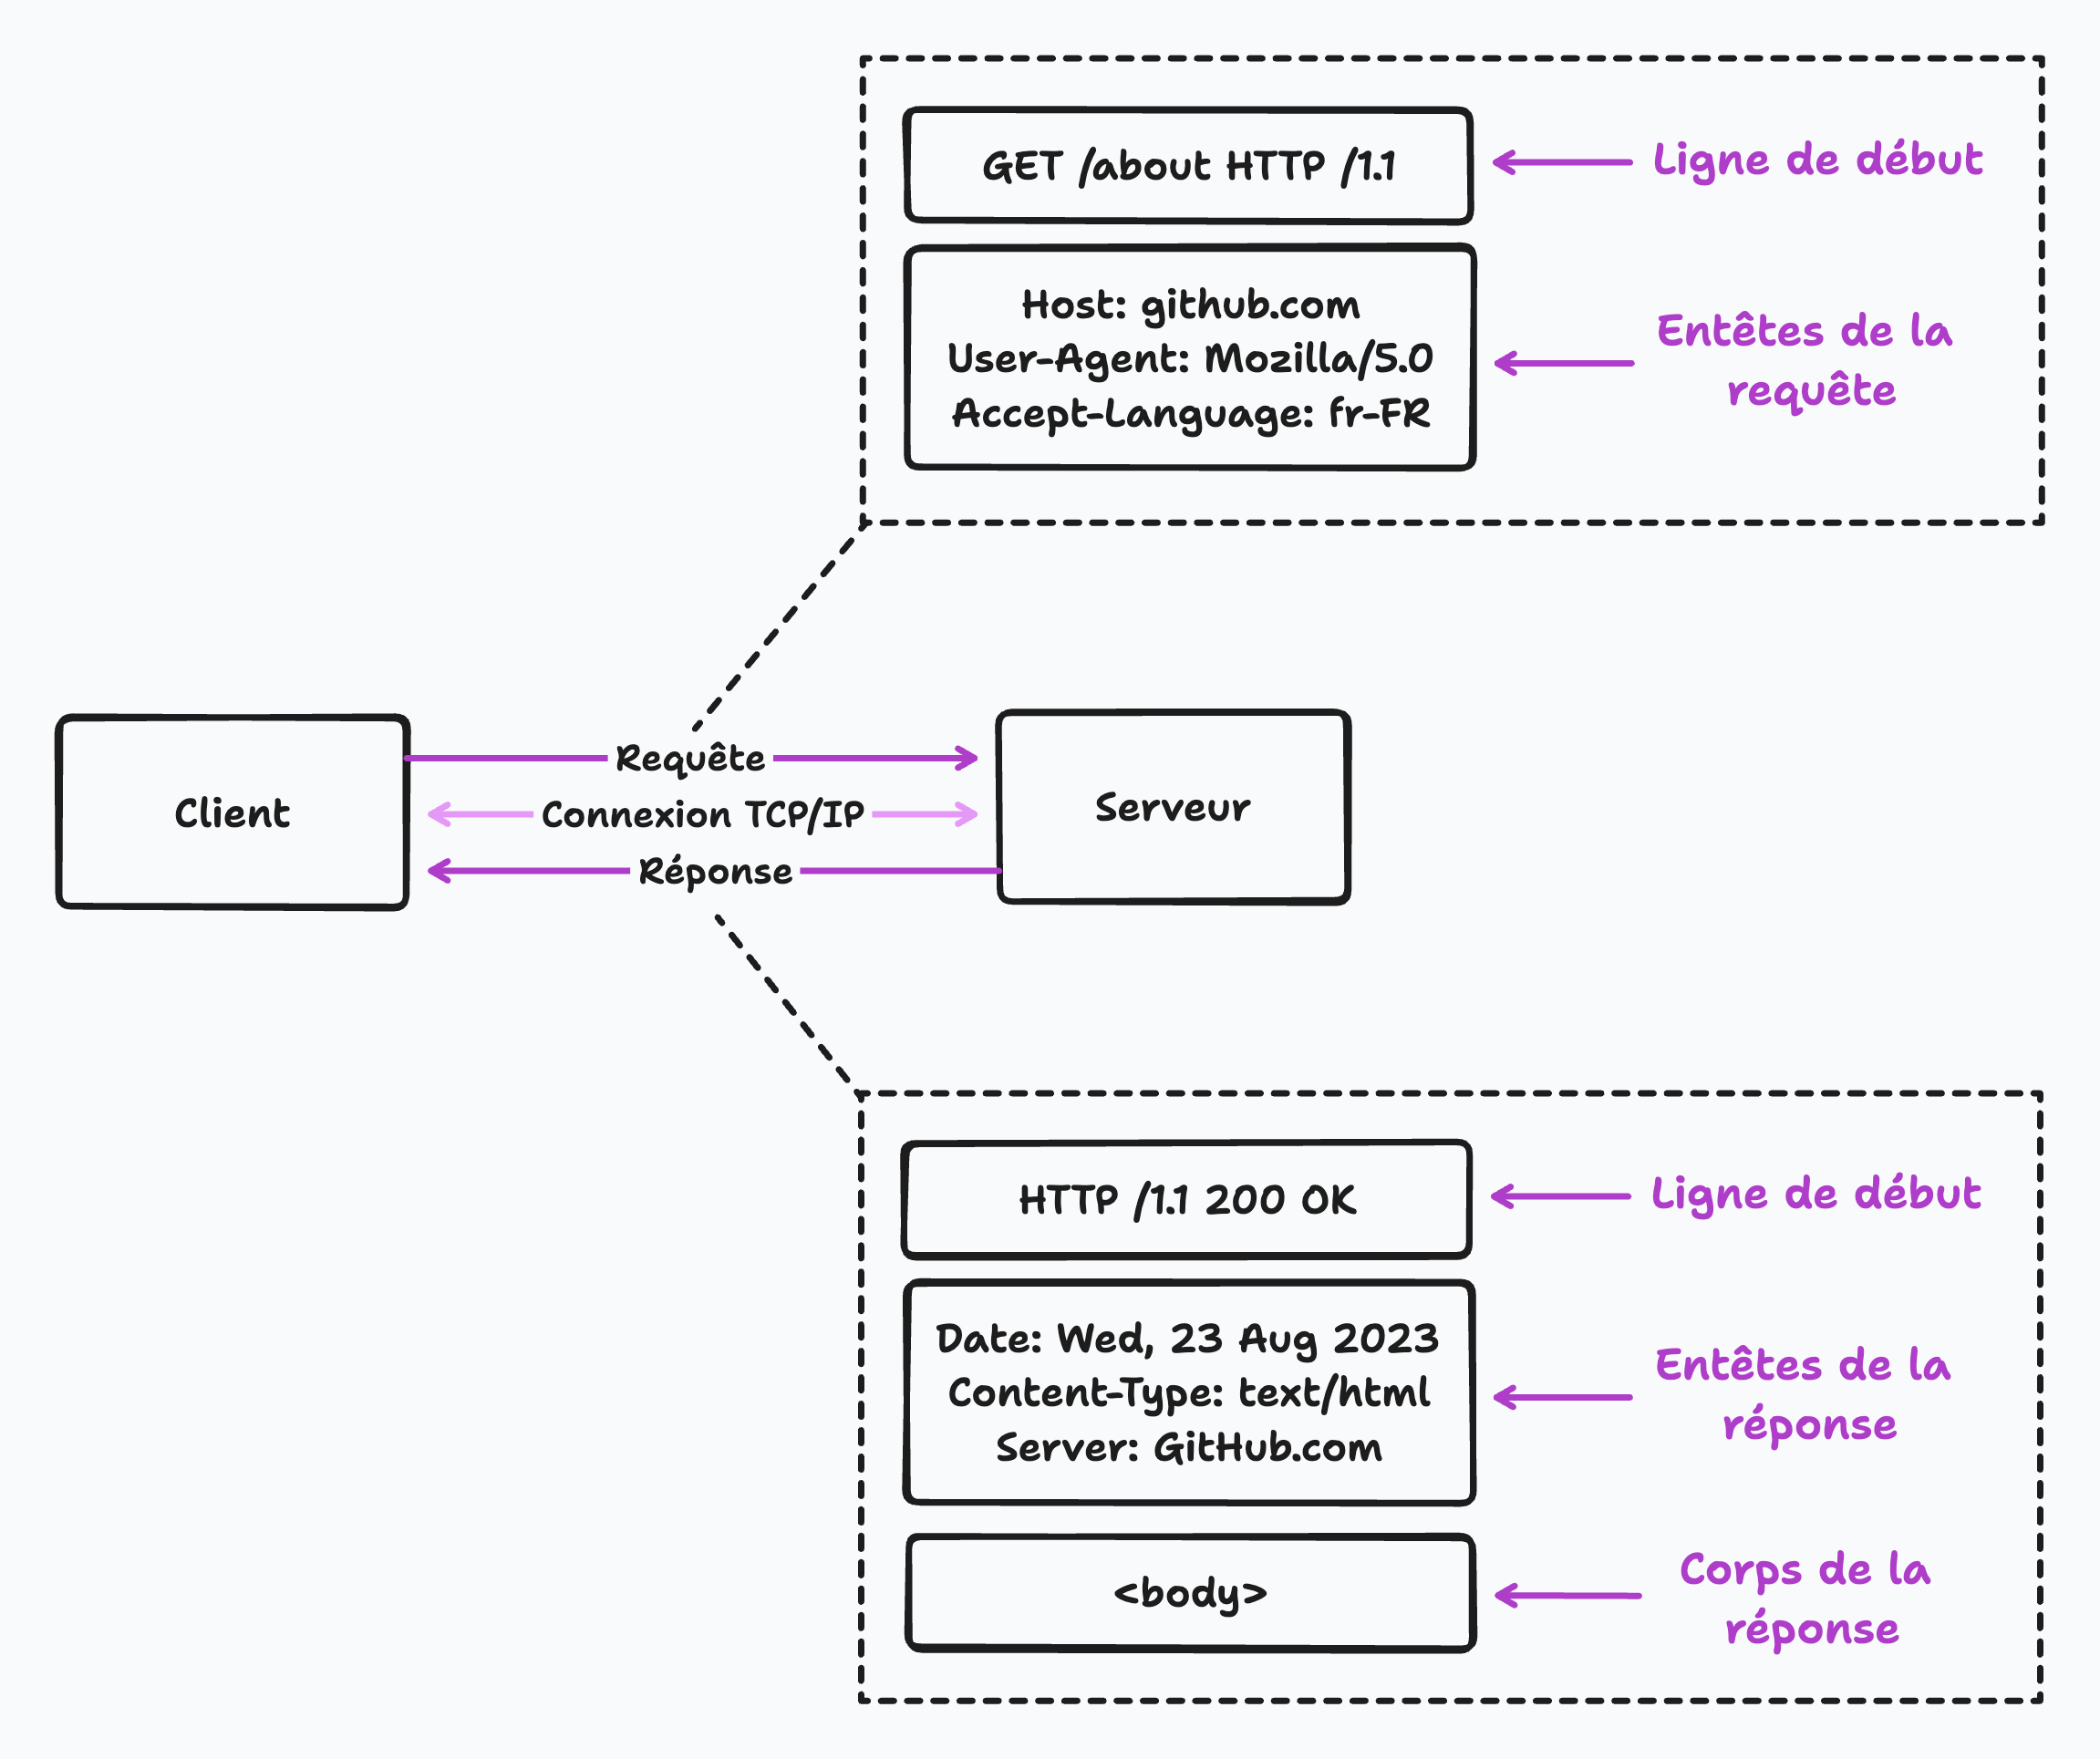 GET /about HTTP /1.1
Ligne de début
Host: github.com
User-Agent: Mozilla/5.0
Accept-Language: fr-FR
Entêtes de la
requête
Client
Requête
Connexion TCP/IP
Réponse
Serveur
HTTP /1.1 200 OK
Ligne de début
Date: Wed, 23 Aug 2023
Content-Type: text/html
Server: GitHub.com
Entêtes de la
réponse
<body>
Corps de la
réponse